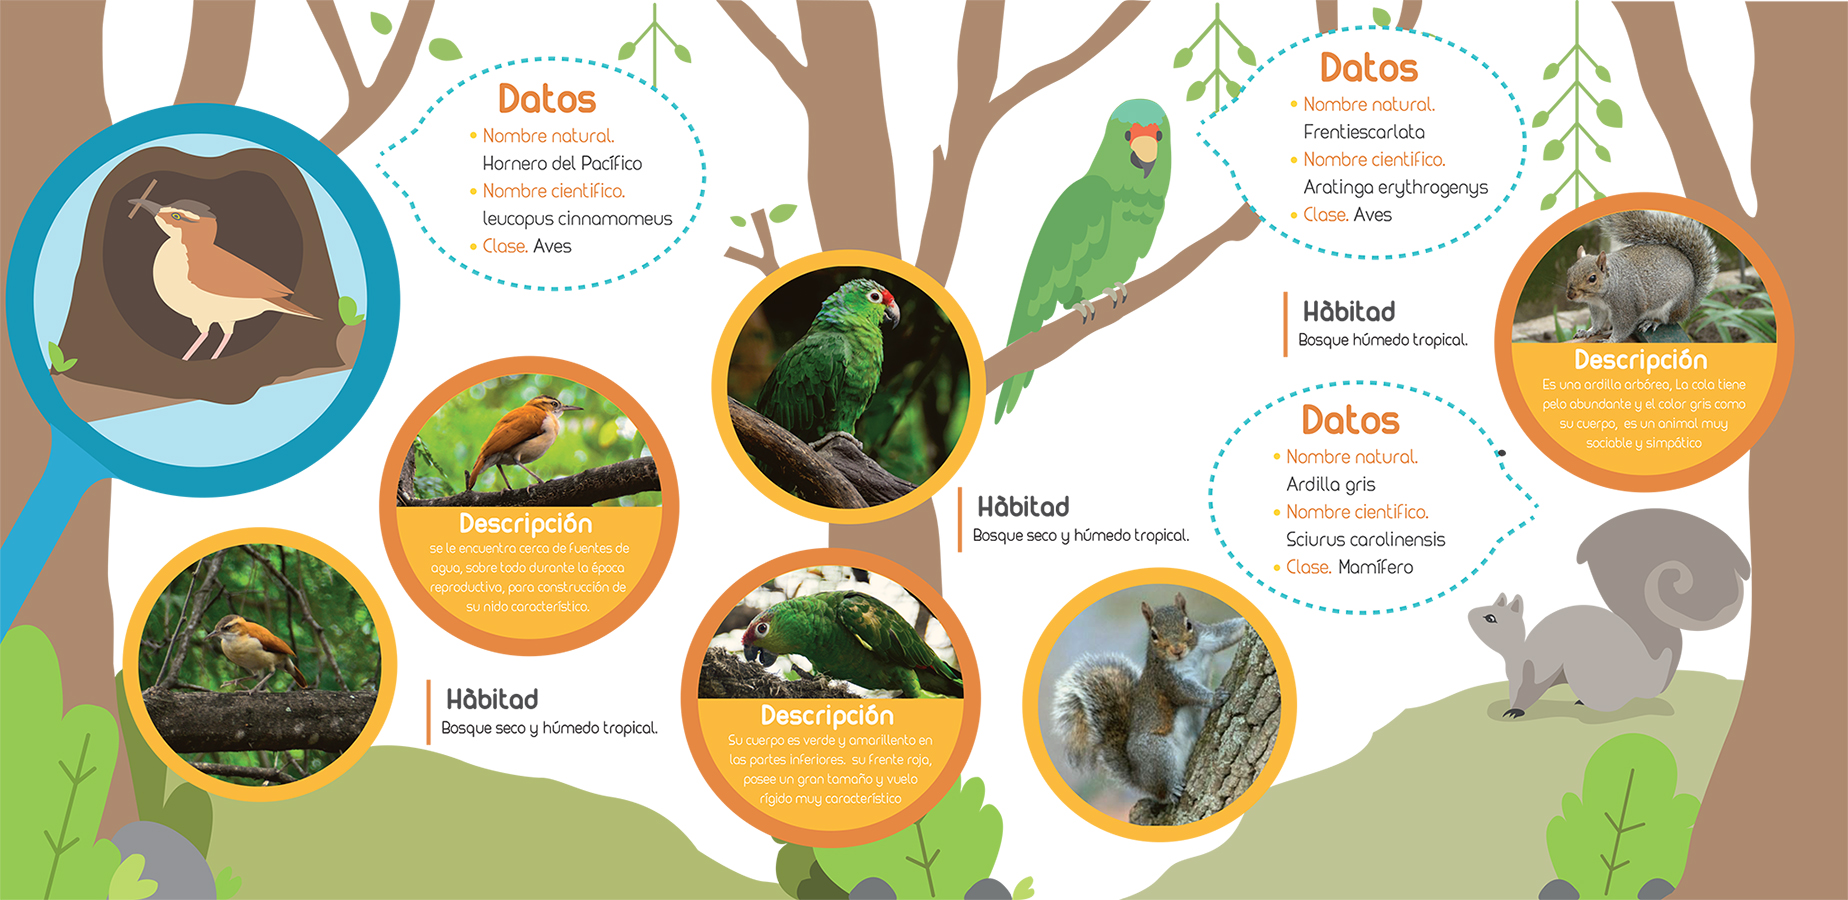 Datos
Nombre natural.
Hornero del Pacífico
Nombre cientifico.
leucopus cinnamomeus
Clase. Aves
Descripción
se le encuentra cerca de fuentes de
agua, sobre todo durante la época
reproductiva, para construcción de
su nido característico.
Hàbitad
Bosque seco y húmedo tropical.
Datos
Nombre natural.
Frentiescarlata
Nombre cientifico.
Aratinga erythrogenys
Clase. Aves
Hàbitad
Bosque seco y húmedo tropical.
Descripción
Su cuerpo es verde y amarillento en
las partes inferiores. su frente roja,
posee un gran tamaño y vuelo
rígido muy característico
Hàbitad
Bosque húmedo tropical.
Datos
Nombre natural.
Ardilla gris
Nombre cientifico.
Sciurus carolinensis
Clase. Mamífero
Descripción
Es una ardilla arbórea, La cola tiene
pelo abundante y el color gris como
su cuerpo, es un animal muy
sociable y simpático